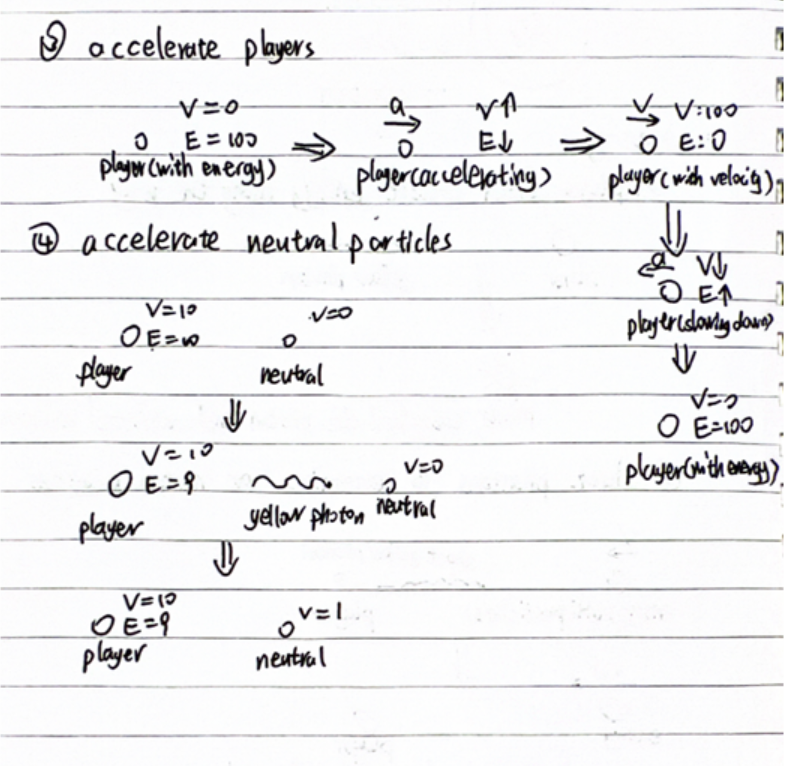 ③ accelerate players
V=0
E=100
player(with energy)
a
V↑
E↓
player(accelerating)
V V:100
E:0
player(with velocity)
a V↓
E↑
player(slowing down)
V=0
E=100
player(with energy)
④ accelerate neutral particles
V=10
E=10
player
V=0
neutral
V=10
E=9
player
yellow photon
V=0
neutral
V=10
E=9
player
V=1
neutral